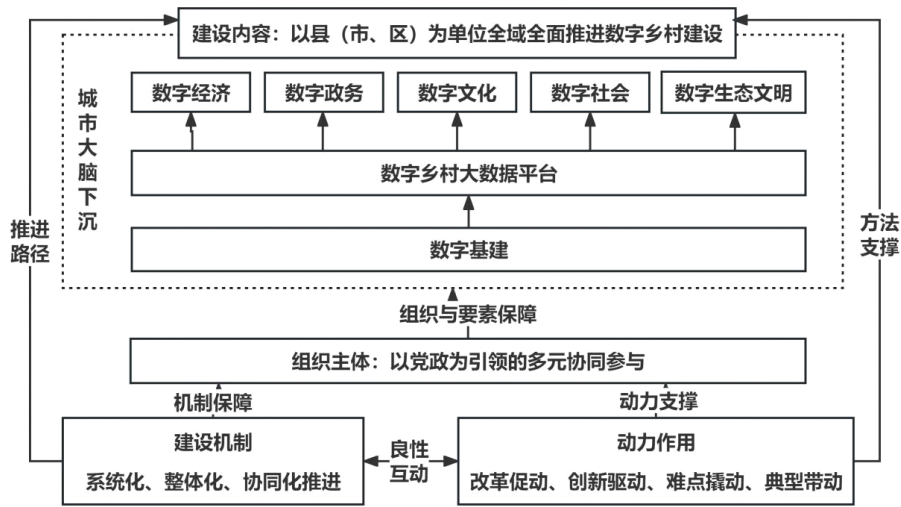 建设内容：以县（市、区）为单位全域全面推进数字乡村建设
城
市
大
脑
下
沉
数字经济
数字政务
数字文化
数字社会
数字生态文明
数字乡村大数据平台
数字基建
推进
路径
方法
支撑
组织与要素保障
组织主体：以党政为引领的多元协同参与
机制保障
动力支撑
建设机制
系统化、整体化、协同化推进
良性
互动
动力作用
改革促动、创新驱动、难点撬动、典型带动